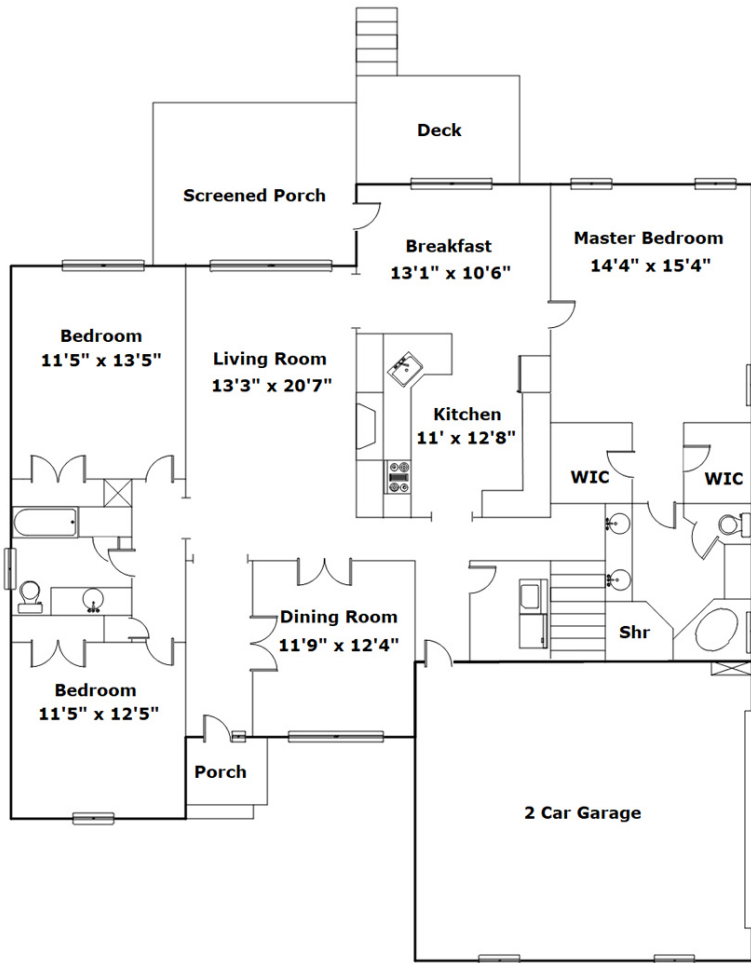 Deck
Screened Porch
Breakfast
13'1" x 10'6"
Master Bedroom
14'4" x 15'4"
Bedroom
11'5" x 13'5"
Living Room
13'3" x 20'7"
Kitchen
11' x 12'8"
WIC
WIC
Dining Room
11'9" x 12'4"
Shr
Bedroom
11'5" x 12'5"
Porch
2 Car Garage